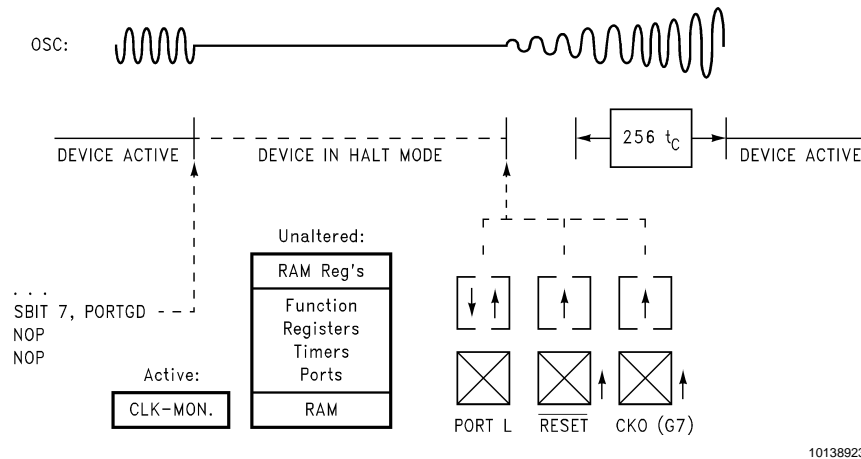 OSC:
256 tC
DEVICE ACTIVE
DEVICE IN HALT MODE
DEVICE ACTIVE
Unaltered:
RAM Reg's
Function
Registers
Timers
Ports
RAM
. . .
SBIT 7, PORTGD
NOP
NOP
Active:
CLK-MON.
PORT L
RESET
CKO (G7)
10138923